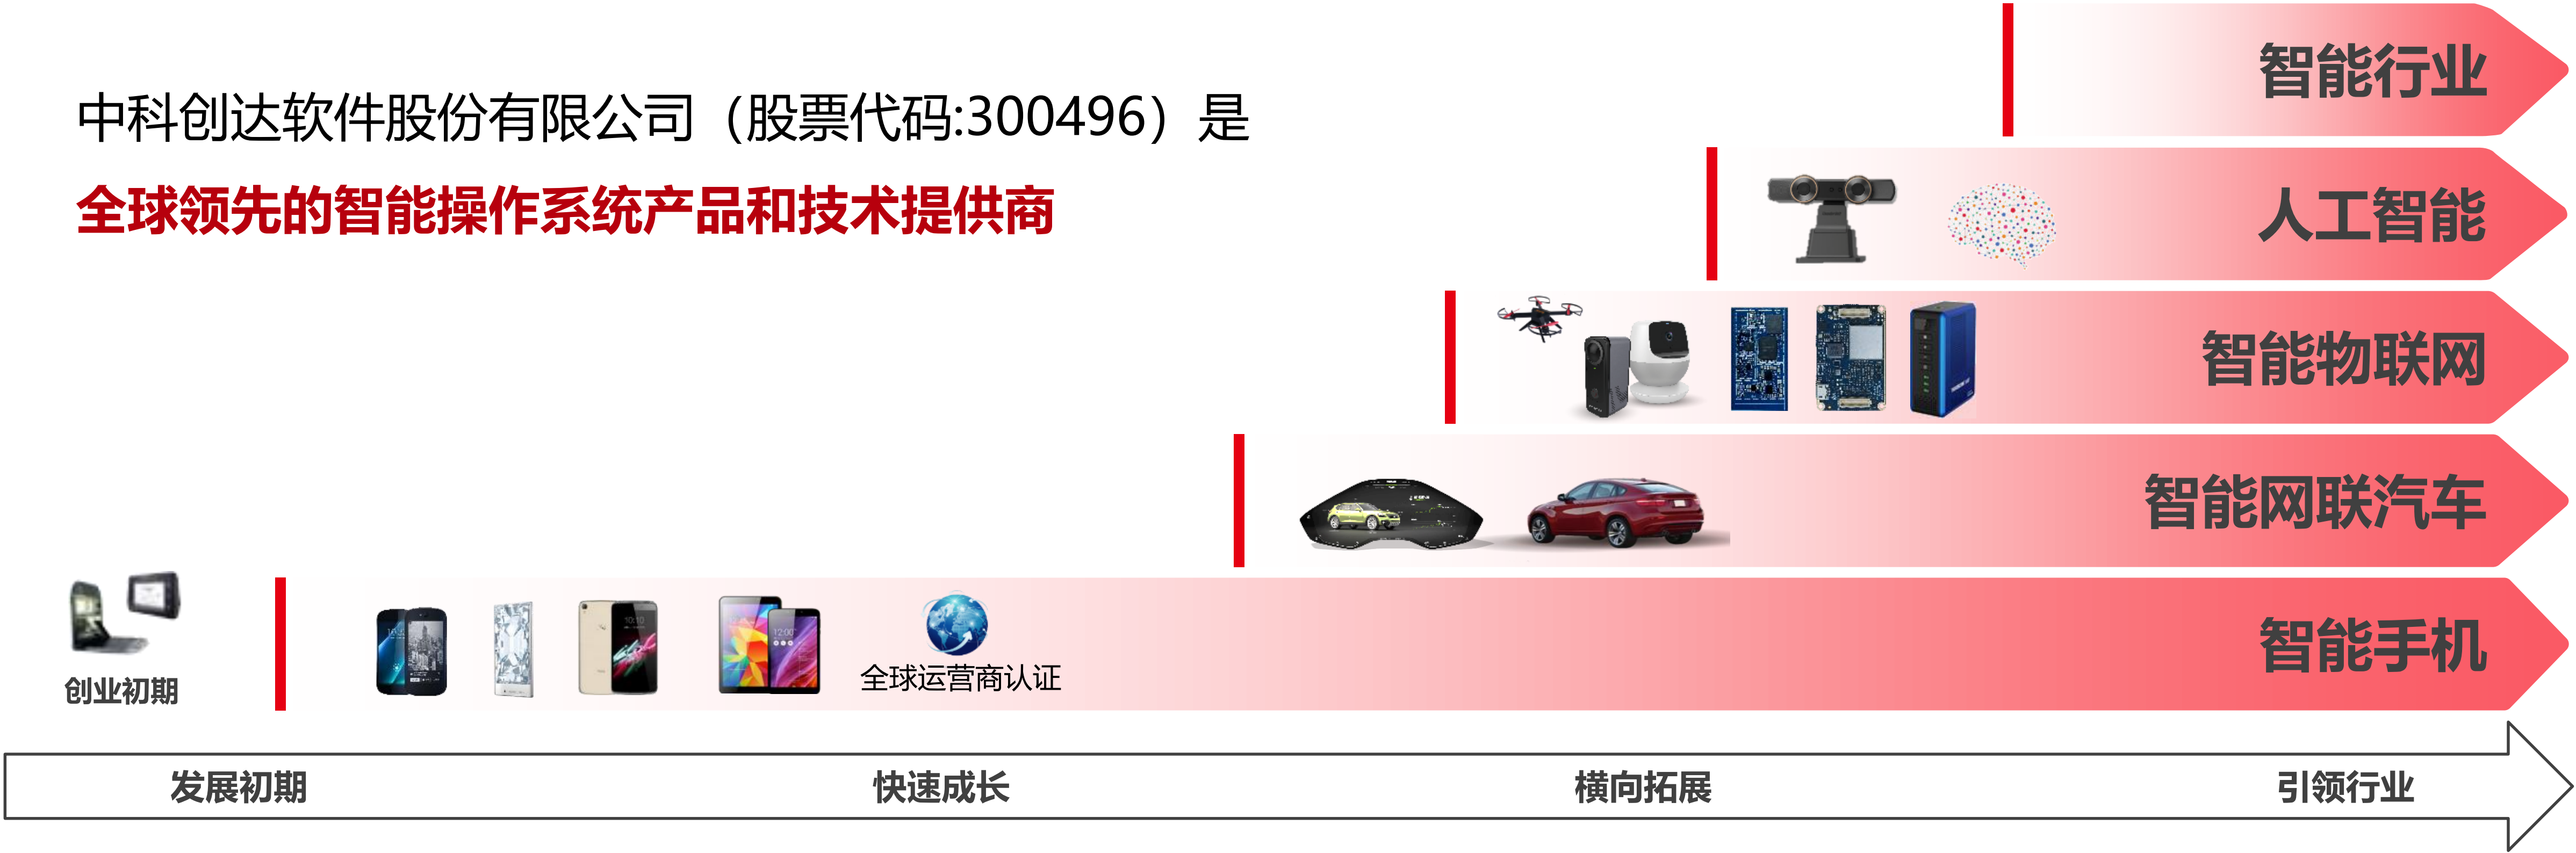 中科创达软件股份有限公司（股票代码:300496）是
全球领先的智能操作系统产品和技术提供商
智能行业
人工智能
智能物联网
智能网联汽车
智能手机
全球运营商认证
创业初期
发展初期
快速成长
横向拓展
引领行业